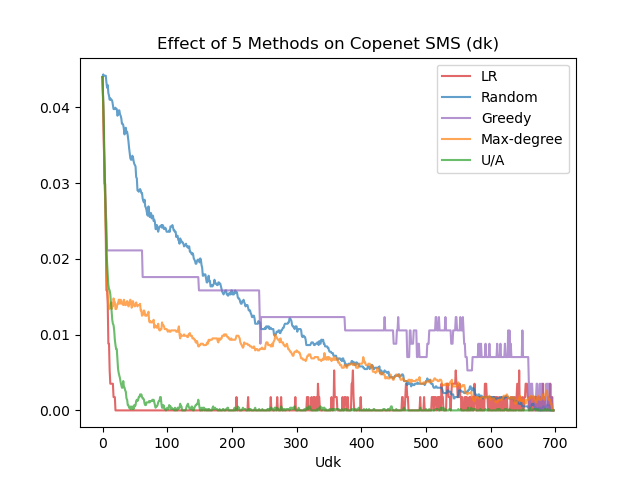 Effect of 5 Methods on Copenet SMS (dk)
LR
Random
Greedy
Max-degree
U/A
0.04
0.03
0.02
0.01
0.00
0 100 200 300 400 500 600 700
Udk